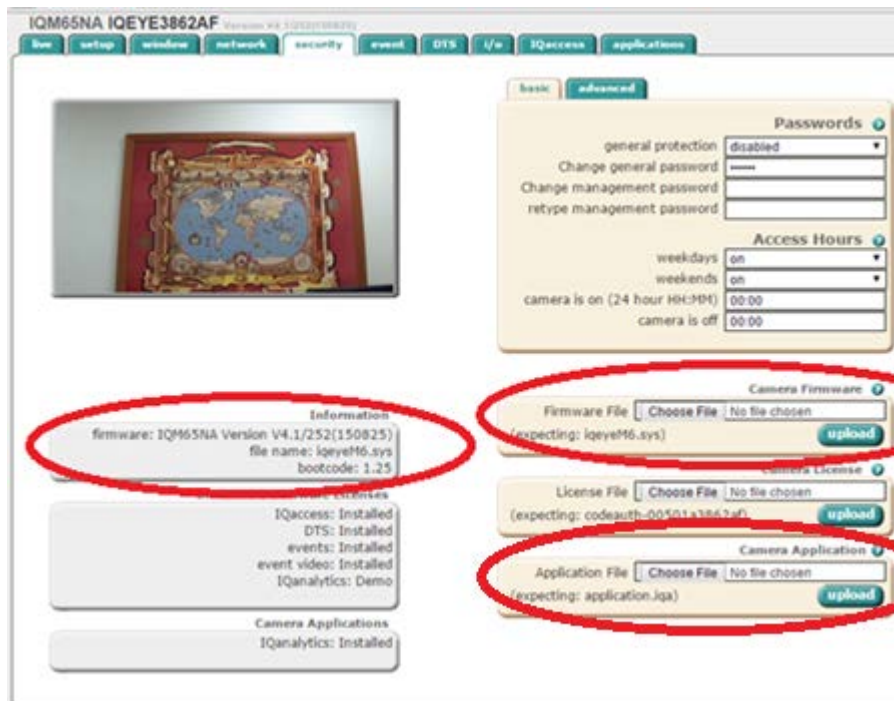 IQM65NA IQEYE3862AF Version V4.1/252(150825)
live setup window network security event DTS i/o IQaccess applications
basic advanced
Passwords
general protection disabled
Change general password ••••••
Change management password
retype management password
Access Hours
weekdays on
weekends on
camera is on (24 hour HH:MM) 00:00
camera is off 00:00
Information
firmware: IQM65NA Version V4.1/252(150825)
file name: iqeyeM6.sys
bootcode: 1.25
Licenses
IQaccess: Installed
DTS: Installed
events: Installed
event video: Installed
IQanalytics: Demo
Camera Applications
IQanalytics: Installed
Camera Firmware
Firmware File Choose File No file chosen
(expecting: iqeyeM6.sys) upload
Camera License
License File Choose File No file chosen
(expecting: codeauth-00501a3862af) upload
Camera Application
Application File Choose File No file chosen
(expecting: application.iqa) upload